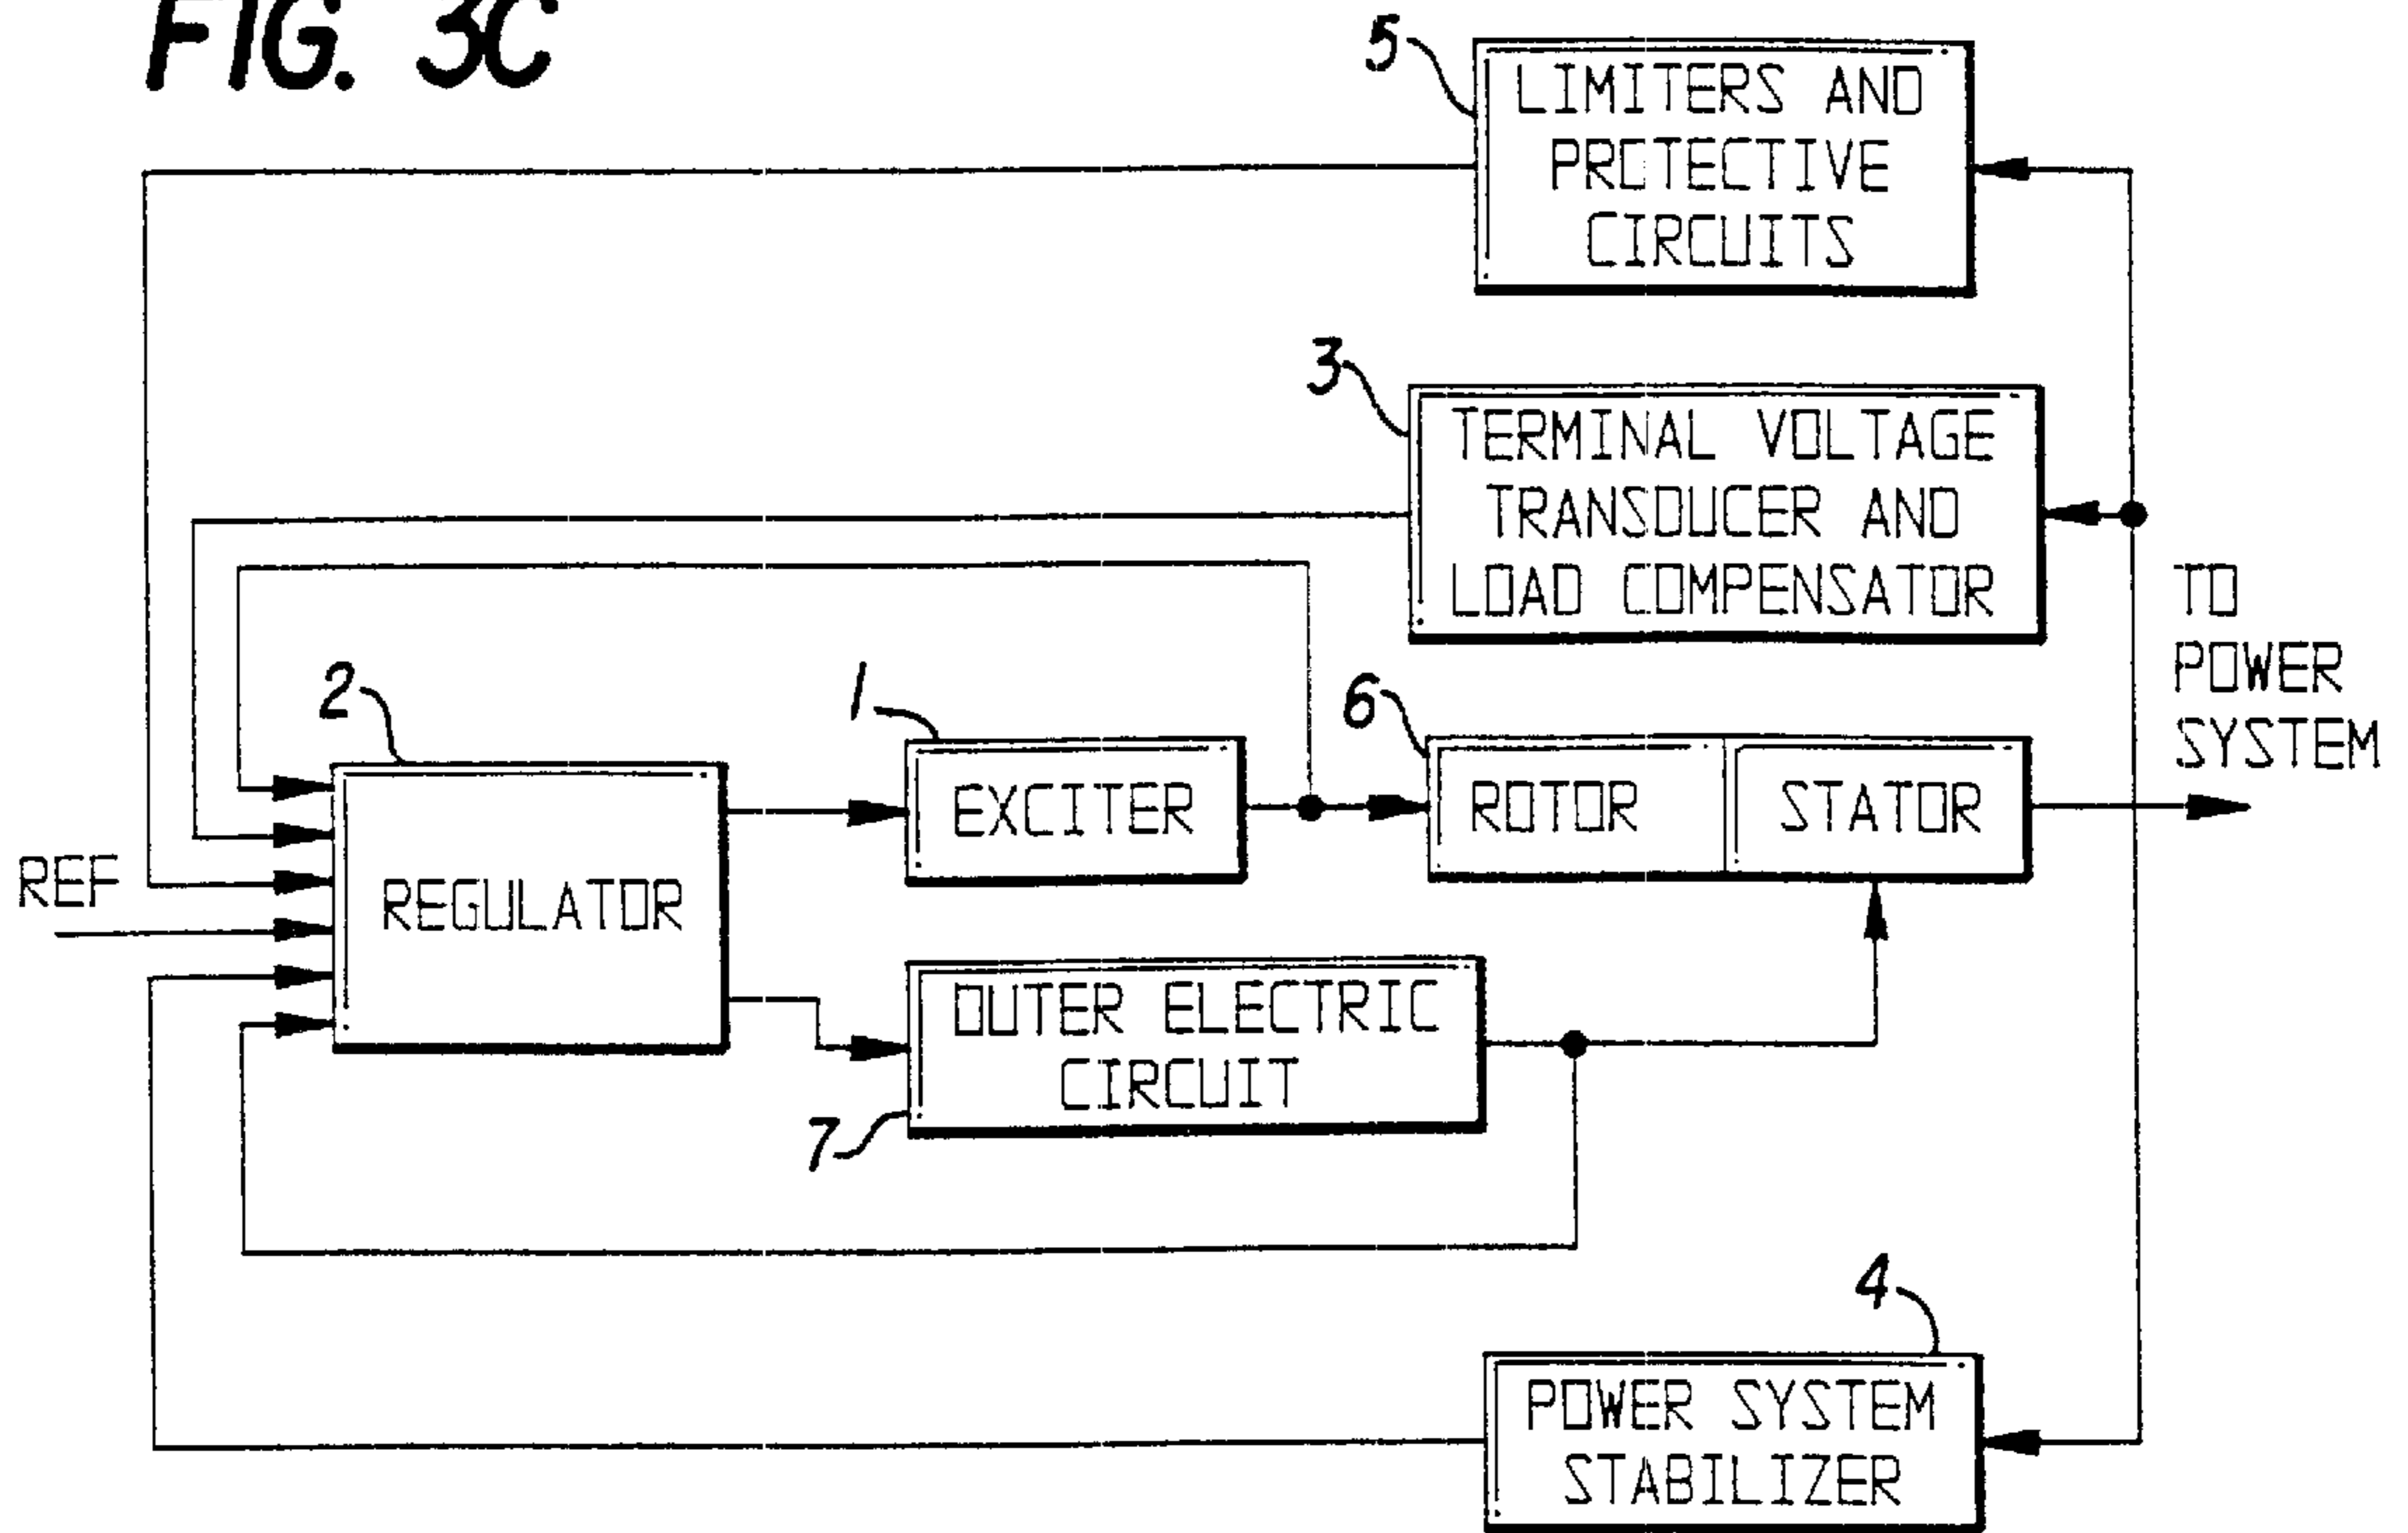 FIG. 3C
5
LIMITERS AND
PROTECTIVE
CIRCUITS
3
TERMINAL VOLTAGE
TRANSDUCER AND
LOAD COMPENSATOR
TO
POWER
SYSTEM
2
1
6
REF
REGULATOR
EXCITER
ROTOR
STATOR
OUTER ELECTRIC
CIRCUIT
7
4
POWER SYSTEM
STABILIZER